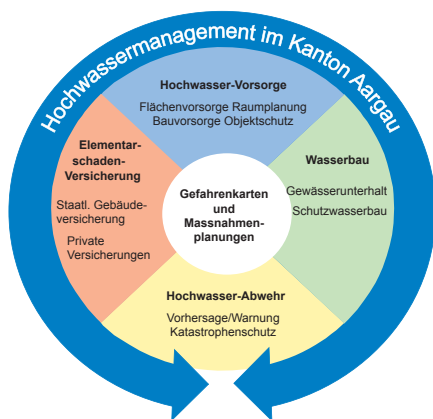 Hochwassermanagement im Kanton Aargau
Hochwasser-Vorsorge
Flächenvorsorge Raumplanung
Bauvorsorge Objektschutz
Elementar-
schaden-
Versicherung
Staatl. Gebäude-
versicherung
Private
Versicherungen
Gefahrenkarten
und
Massnahmen-
planungen
Wasserbau
Gewässerunterhalt
Schutzwasserbau
Hochwasser-Abwehr
Vorhersage/Warnung
Katastrophenschutz